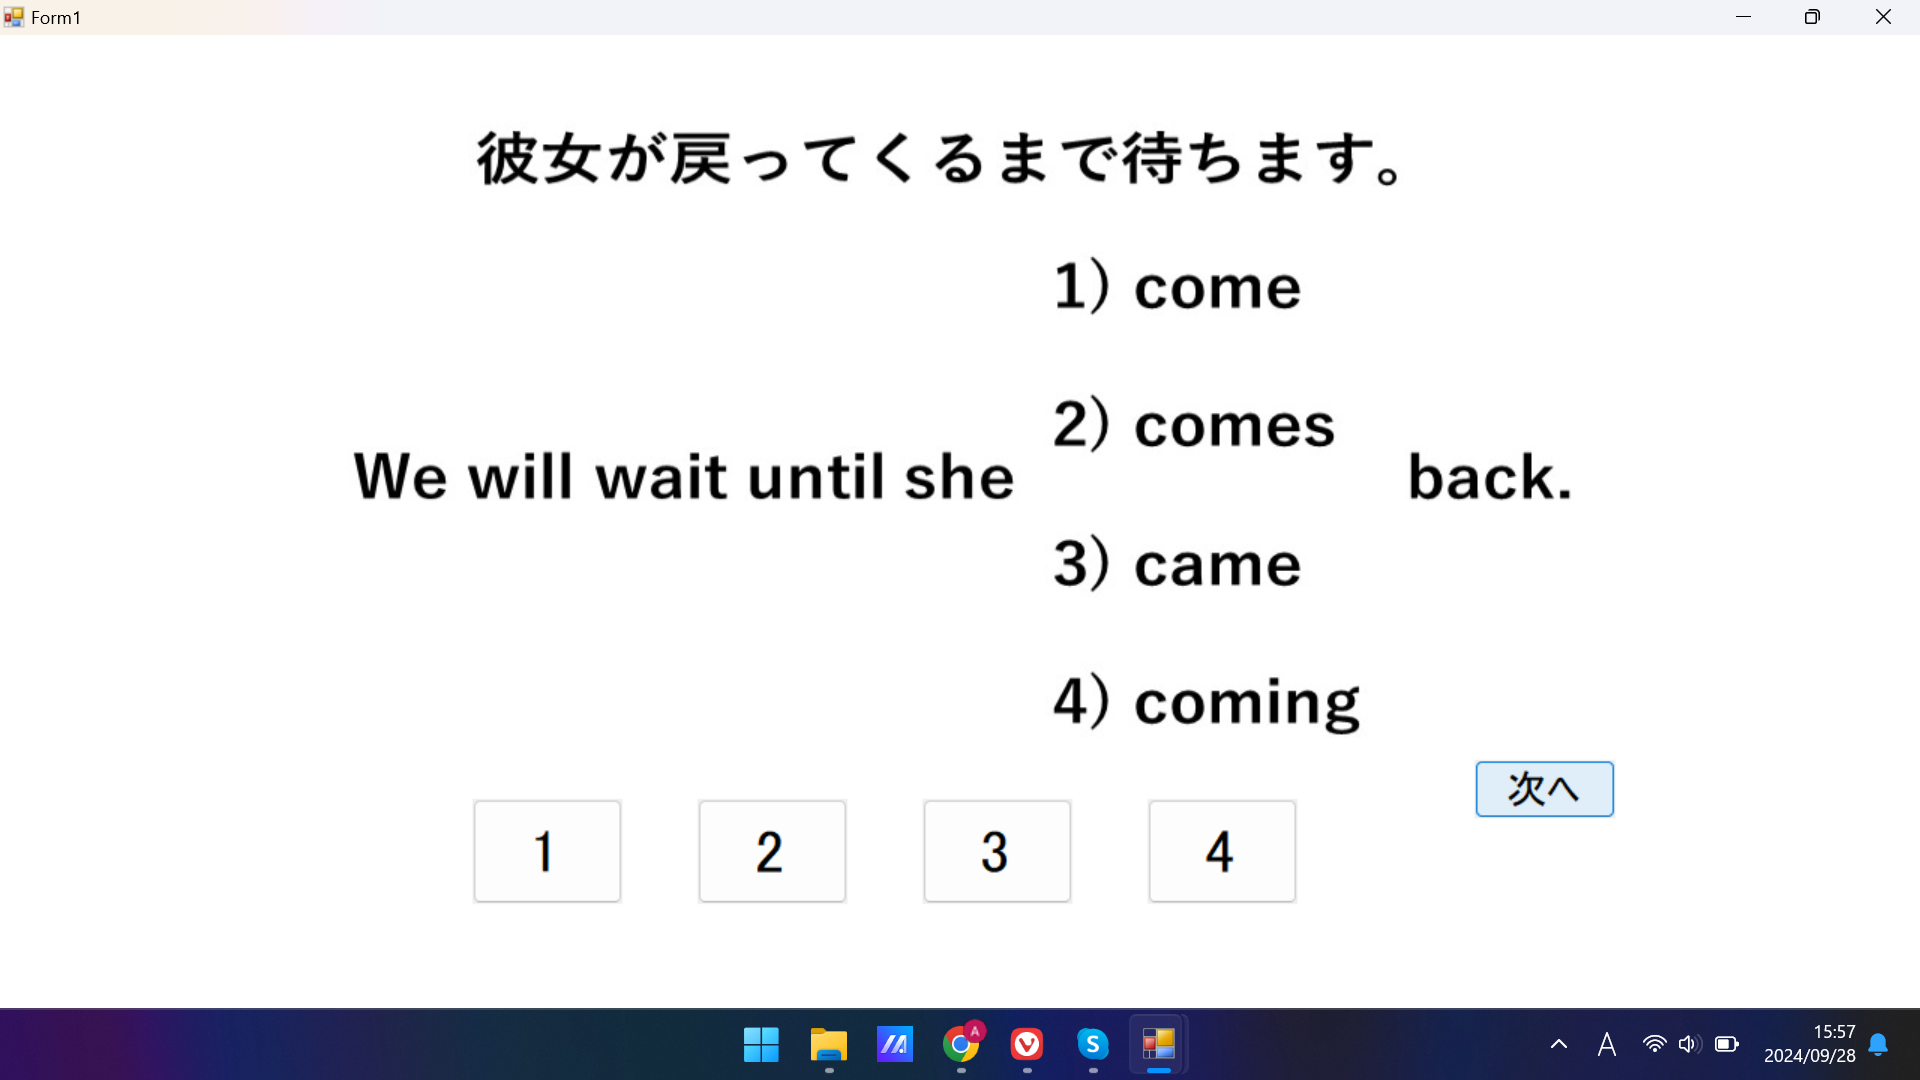 Form1
彼女が戻ってくるまで待ちます。
1) come
2) comes
We will wait until she
back.
3) came
4) coming
次へ
1
2
3
4
A
S
A
15:57
2024/09/28